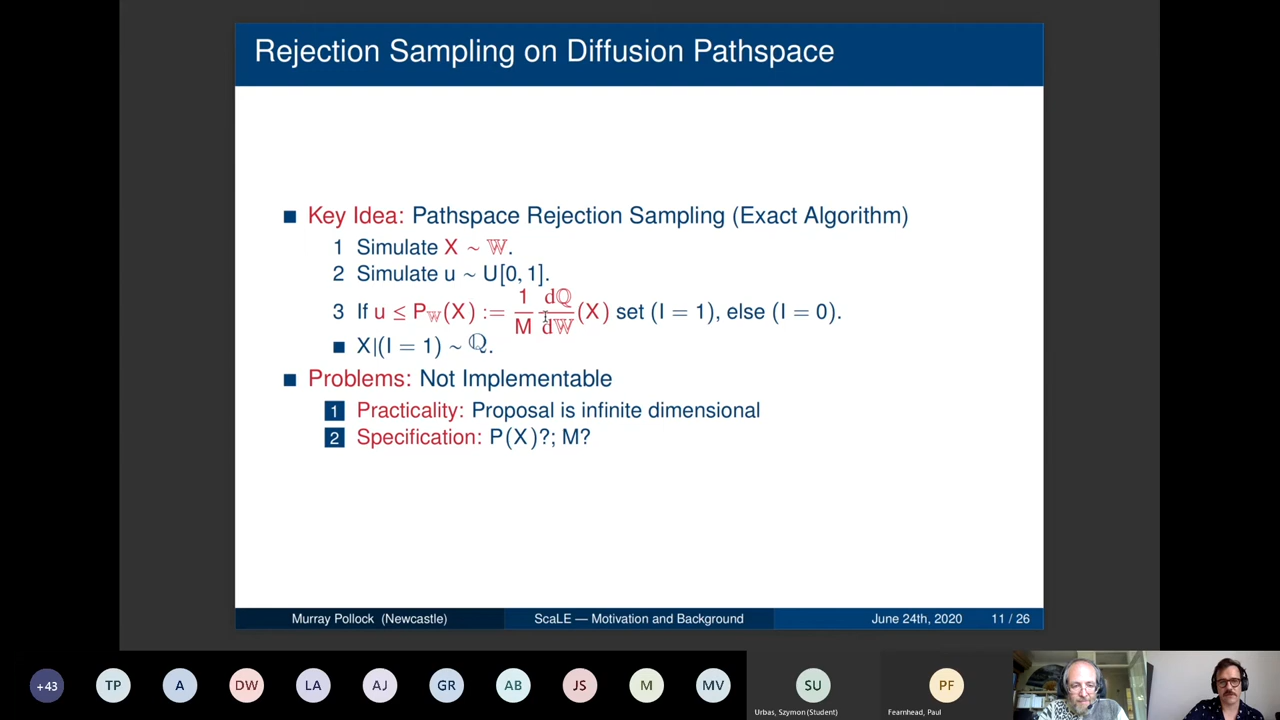 Rejection Sampling on Diffusion Pathspace
Key Idea: Pathspace Rejection Sampling (Exact Algorithm)
1 Simulate X ~ 𝕎.
2 Simulate u ~ U[0, 1].
3 If u ≤ P𝕎(X) := 1/M dℚ/d𝕎 (X) set (I = 1), else (I = 0).
X|(I = 1) ~ ℚ.
Problems: Not Implementable
1 Practicality: Proposal is infinite dimensional
2 Specification: P(X)?; M?
Murray Pollock (Newcastle) ScaLE — Motivation and Background June 24th, 2020 11 / 26
+43 TP A DW LA AJ GR AB JS M MV SU PF
Urbas, Szymon (Student) Fearnhead, Paul